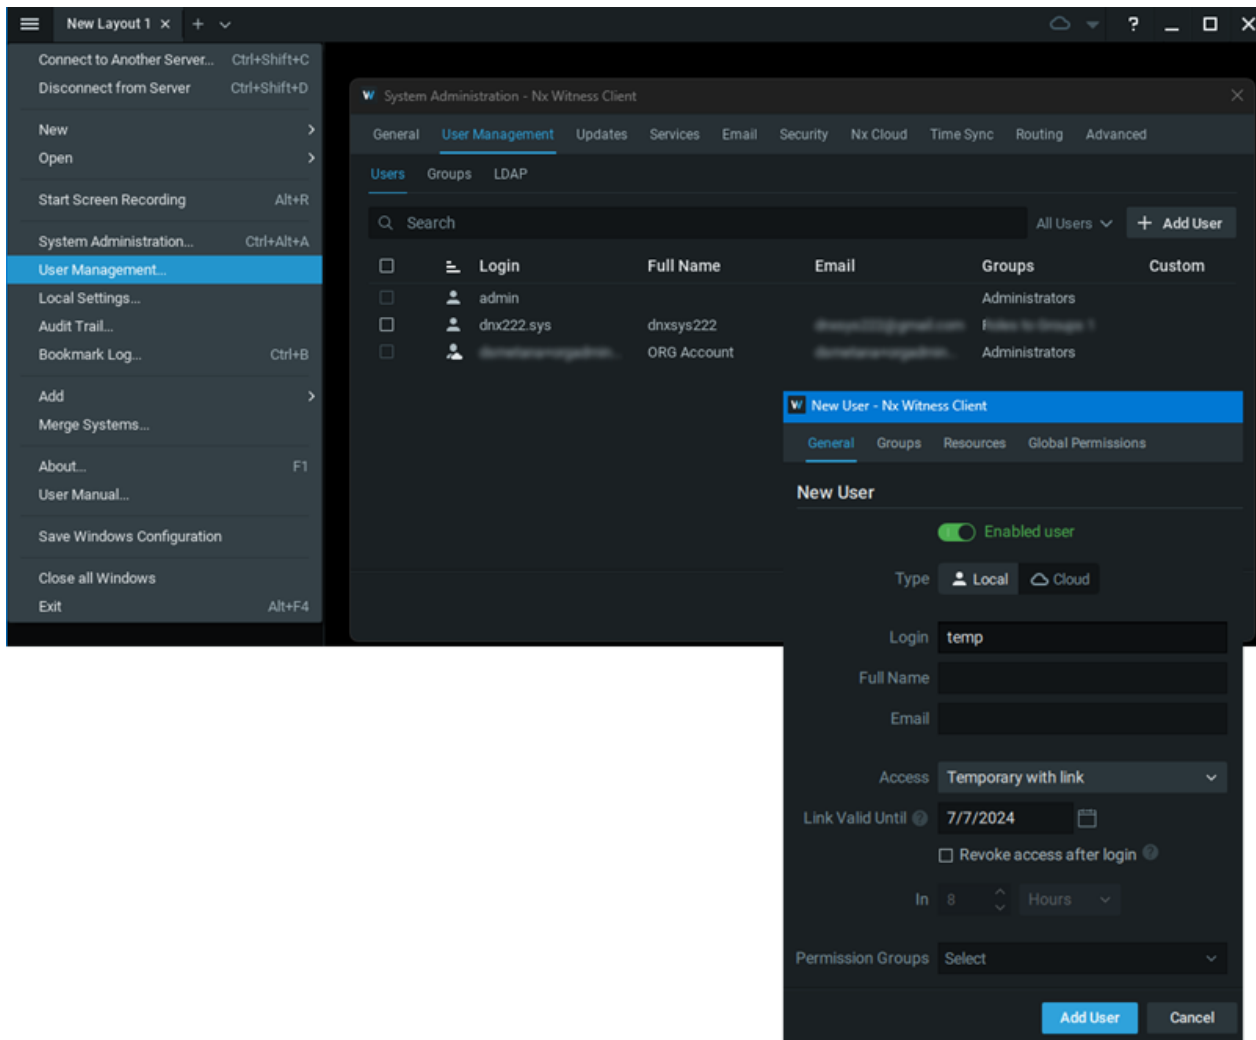 New Layout 1 × + ?
Connect to Another Server... Ctrl+Shift+C
Disconnect from Server Ctrl+Shift+D
New >
Open >
Start Screen Recording Alt+R
System Administration... Ctrl+Alt+A
User Management...
Local Settings...
Audit Trail...
Bookmark Log... Ctrl+B
Add >
Merge Systems...
About... F1
User Manual...
Save Windows Configuration
Close all Windows
Exit Alt+F4
W System Administration - Nx Witness Client
General User Management Updates Services Email Security Nx Cloud Time Sync Routing Advanced
Users Groups LDAP
Search All Users + Add User
Login Full Name Email Groups Custom
admin Administrators
dnx222.sys dnxsys222
ORG Account Administrators
W New User - Nx Witness Client
General Groups Resources Global Permissions
New User
Enabled user
Type Local Cloud
Login temp
Full Name
Email
Access Temporary with link
Link Valid Until ? 7/7/2024
Revoke access after login ?
In 8 Hours
Permission Groups Select
Add User Cancel